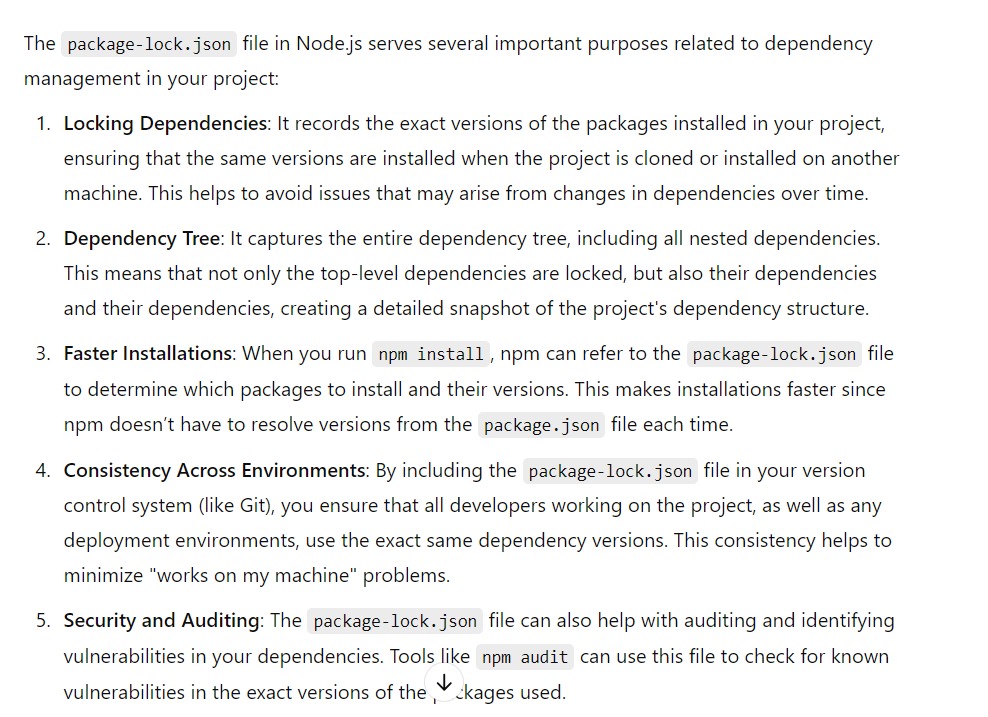 The package-lock.json file in Node.js serves several important purposes related to dependency
management in your project:
1. Locking Dependencies: It records the exact versions of the packages installed in your project,
ensuring that the same versions are installed when the project is cloned or installed on another
machine. This helps to avoid issues that may arise from changes in dependencies over time.
2. Dependency Tree: It captures the entire dependency tree, including all nested dependencies.
This means that not only the top-level dependencies are locked, but also their dependencies
and their dependencies, creating a detailed snapshot of the project's dependency structure.
3. Faster Installations: When you run npm install, npm can refer to the package-lock.json file
to determine which packages to install and their versions. This makes installations faster since
npm doesn’t have to resolve versions from the package.json file each time.
4. Consistency Across Environments: By including the package-lock.json file in your version
control system (like Git), you ensure that all developers working on the project, as well as any
deployment environments, use the exact same dependency versions. This consistency helps to
minimize "works on my machine" problems.
5. Security and Auditing: The package-lock.json file can also help with auditing and identifying
vulnerabilities in your dependencies. Tools like npm audit can use this file to check for known
vulnerabilities in the exact versions of the ckages used.